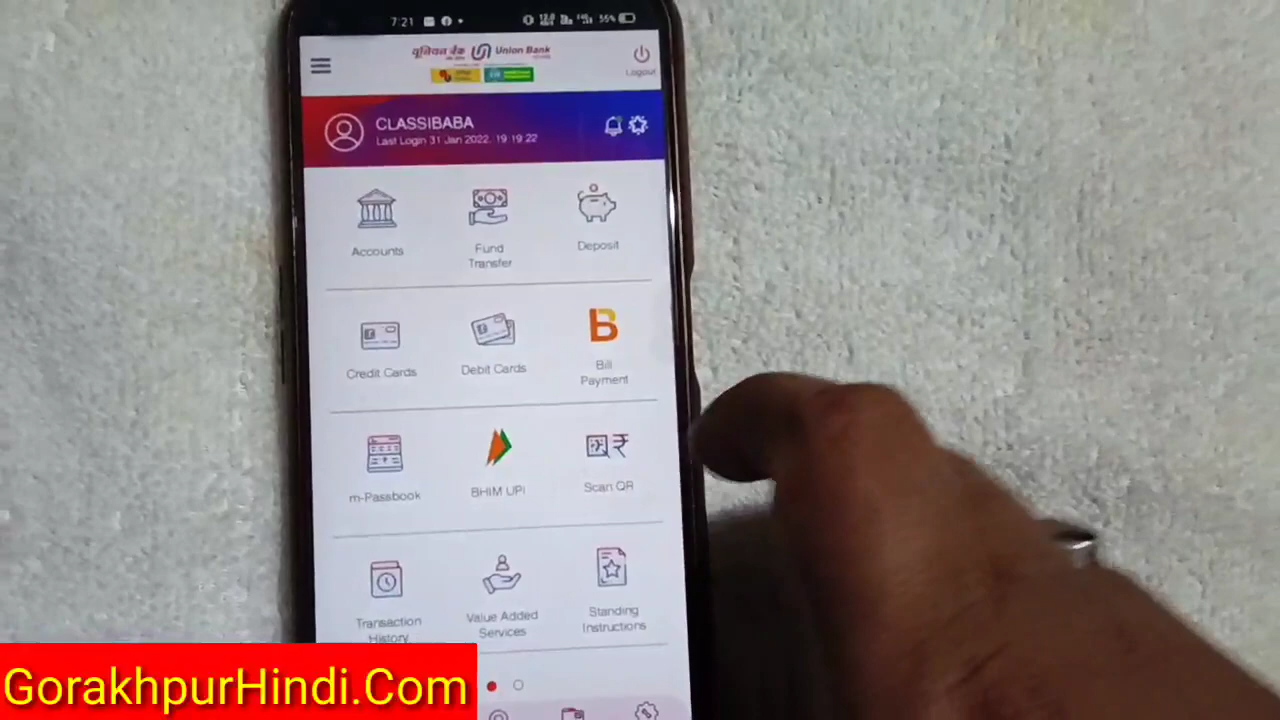 7:21
55%
यूनियन बैंक Union Bank
Logout
CLASSIBABA
Last Login 31 Jan 2022, 19:19:22
Accounts
Fund
Transfer
Deposit
Credit Cards
Debit Cards
Bill
Payment
m-Passbook
BHIM UPI
Scan QR
Transaction
History
Value Added
Services
Standing
Instructions
GorakhpurHindi.Com